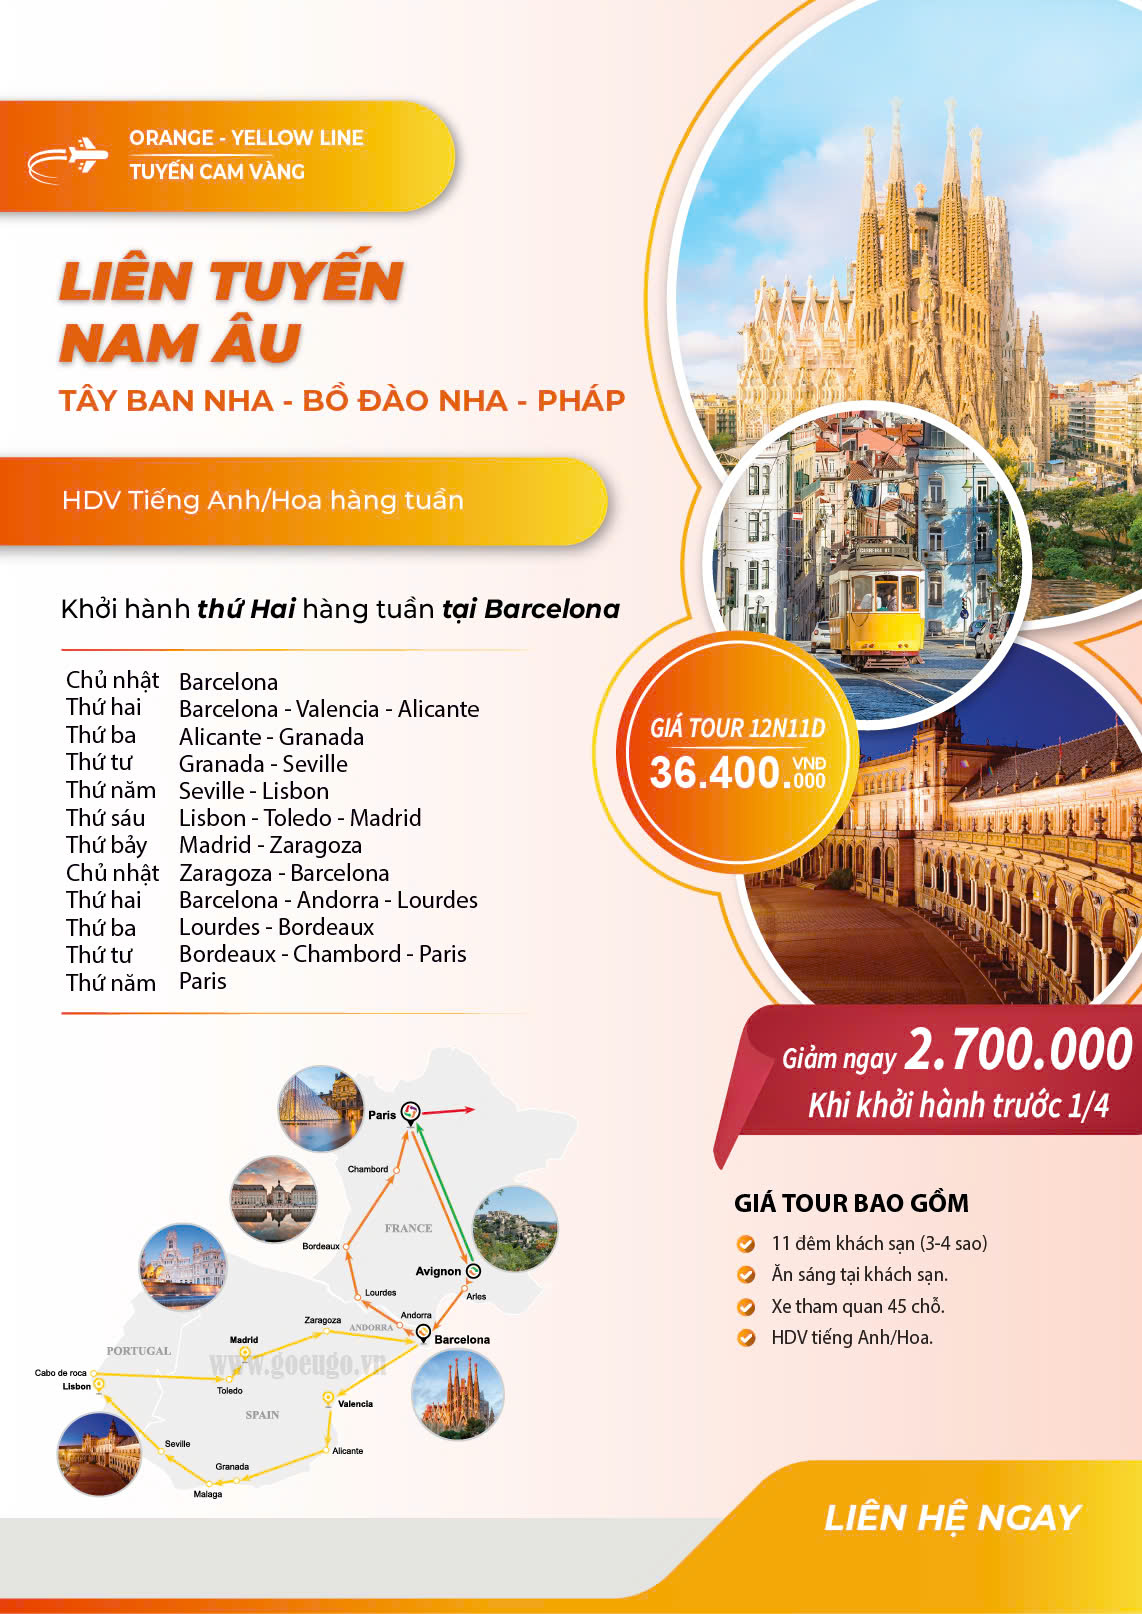 ORANGE - YELLOW LINE
TUYẾN CAM VÀNG
LIÊN TUYẾN
NAM ÂU
TÂY BAN NHA - BỒ ĐÀO NHA - PHÁP
HDV Tiếng Anh/Hoa hàng tuần
Khởi hành thứ Hai hàng tuần tại Barcelona
Chủ nhật Barcelona
Thứ hai Barcelona - Valencia - Alicante
Thứ ba Alicante - Granada
Thứ tư Granada - Seville
Thứ năm Seville - Lisbon
Thứ sáu Lisbon - Toledo - Madrid
Thứ bảy Madrid - Zaragoza
Chủ nhật Zaragoza - Barcelona
Thứ hai Barcelona - Andorra - Lourdes
Thứ ba Lourdes - Bordeaux
Thứ tư Bordeaux - Chambord - Paris
Thứ năm Paris
GIÁ TOUR 12N11D
36.400.000 VNĐ
Giảm ngay 2.700.000
Khi khởi hành trước 1/4
GIÁ TOUR BAO GỒM
11 đêm khách sạn (3-4 sao)
Ăn sáng tại khách sạn.
Xe tham quan 45 chỗ.
HDV tiếng Anh/Hoa.
Paris
Chambord
FRANCE
Bordeaux
Avignon
Lourdes
Arles
Andorra
Zaragoza
ANDORRA
Barcelona
Madrid
PORTUGAL
www.goeugo.vn
Cabo de roca
Lisbon
Toledo
Valencia
SPAIN
Seville
Alicante
Granada
Malaga
LIÊN HỆ NGAY